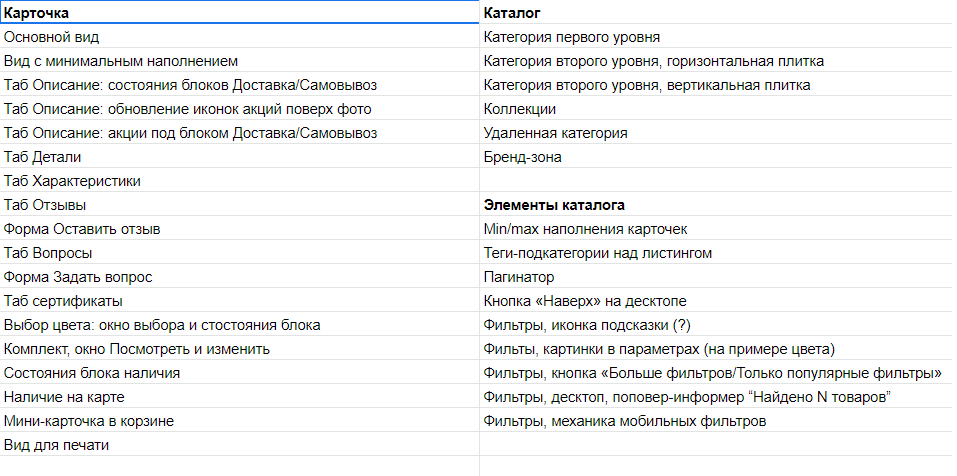 Карточка
Основной вид
Вид с минимальным наполнением
Таб Описание: состояния блоков Доставка/Самовывоз
Таб Описание: обновление иконок акций поверх фото
Таб Описание: акции под блоком Доставка/Самовывоз
Таб Детали
Таб Характеристики
Таб Отзывы
Форма Оставить отзыв
Таб Вопросы
Форма Задать вопрос
Таб сертификаты
Выбор цвета: окно выбора и стостояния блока
Комплект, окно Посмотреть и изменить
Состояния блока наличия
Наличие на карте
Мини-карточка в корзине
Вид для печати
Каталог
Категория первого уровня
Категория второго уровня, горизонтальная плитка
Категория второго уровня, вертикальная плитка
Коллекции
Удаленная категория
Бренд-зона
Элементы каталога
Min/max наполнения карточек
Теги-подкатегории над листингом
Пагинатор
Кнопка «Наверх» на десктопе
Фильтры, иконка подсказки (?)
Фильты, картинки в параметрах (на примере цвета)
Фильтры, кнопка «Больше фильтров/Только популярные фильтры»
Фильтры, десктоп, поповер-информер “Найдено N товаров”
Фильтры, механика мобильных фильтров